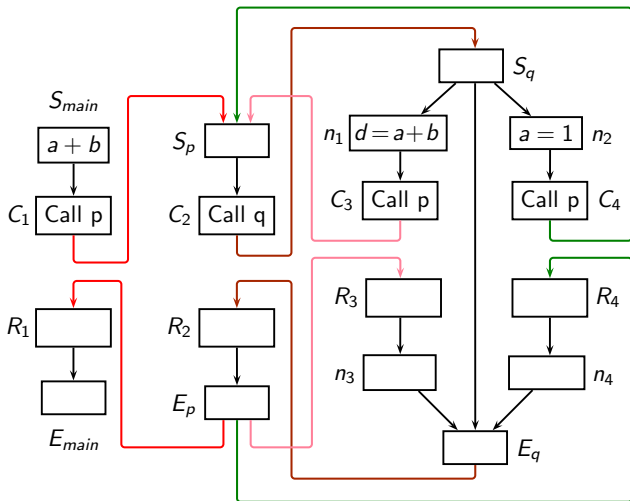 S_q
S_main
a + b
S_p
n_1
d = a+b
a = 1
n_2
C_1
Call p
C_2
Call q
C_3
Call p
Call p
C_4
R_1
R_2
R_3
R_4
n_3
n_4
E_main
E_p
E_q